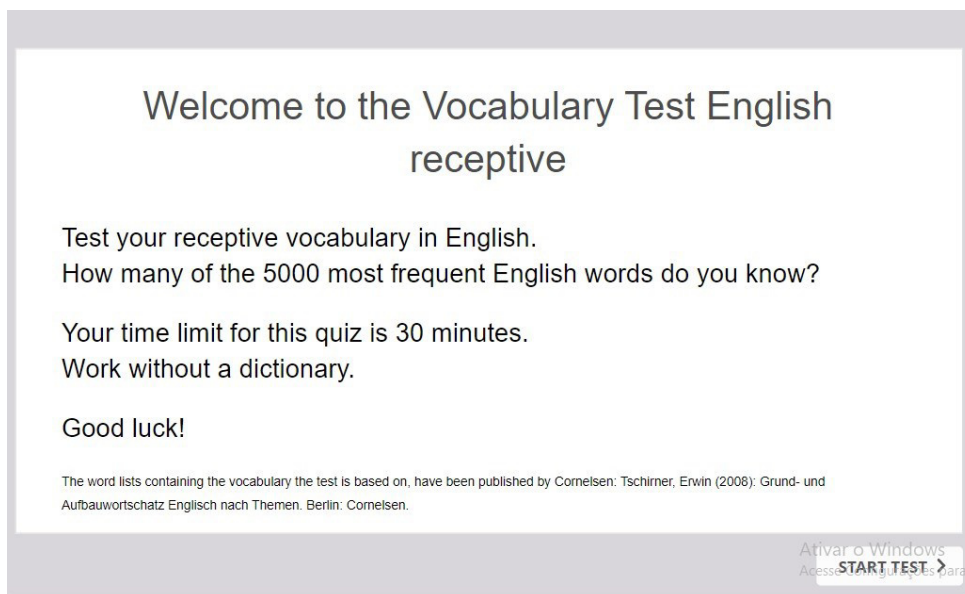 Welcome to the Vocabulary Test English
receptive
Test your receptive vocabulary in English.
How many of the 5000 most frequent English words do you know?
Your time limit for this quiz is 30 minutes.
Work without a dictionary.
Good luck!
The word lists containing the vocabulary the test is based on, have been published by Cornelsen: Tschirner, Erwin (2008): Grund- und
Aufbauwortschatz Englisch nach Themen. Berlin: Cornelsen.
Ativar o Windows
Acesse Configurações para
START TEST >